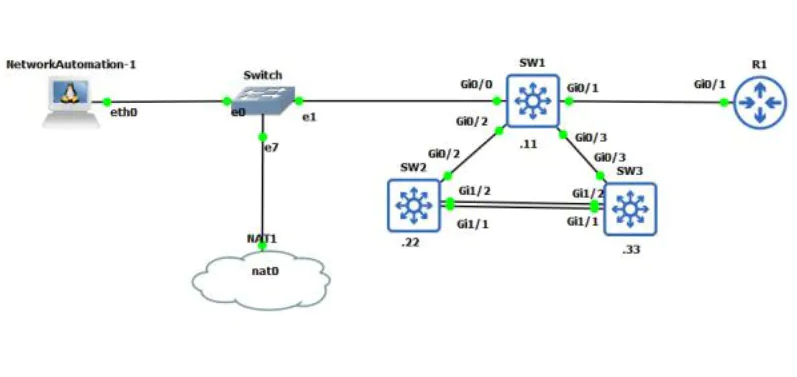 NetworkAutomation-1
eth0
Switch
e0
e1
e7
NAT1
nat0
SW1
Gi0/0
Gi0/1
Gi0/2
Gi0/3
.11
R1
Gi0/1
SW2
Gi0/2
Gi1/2
Gi1/1
.22
SW3
Gi0/3
Gi1/2
Gi1/1
.33